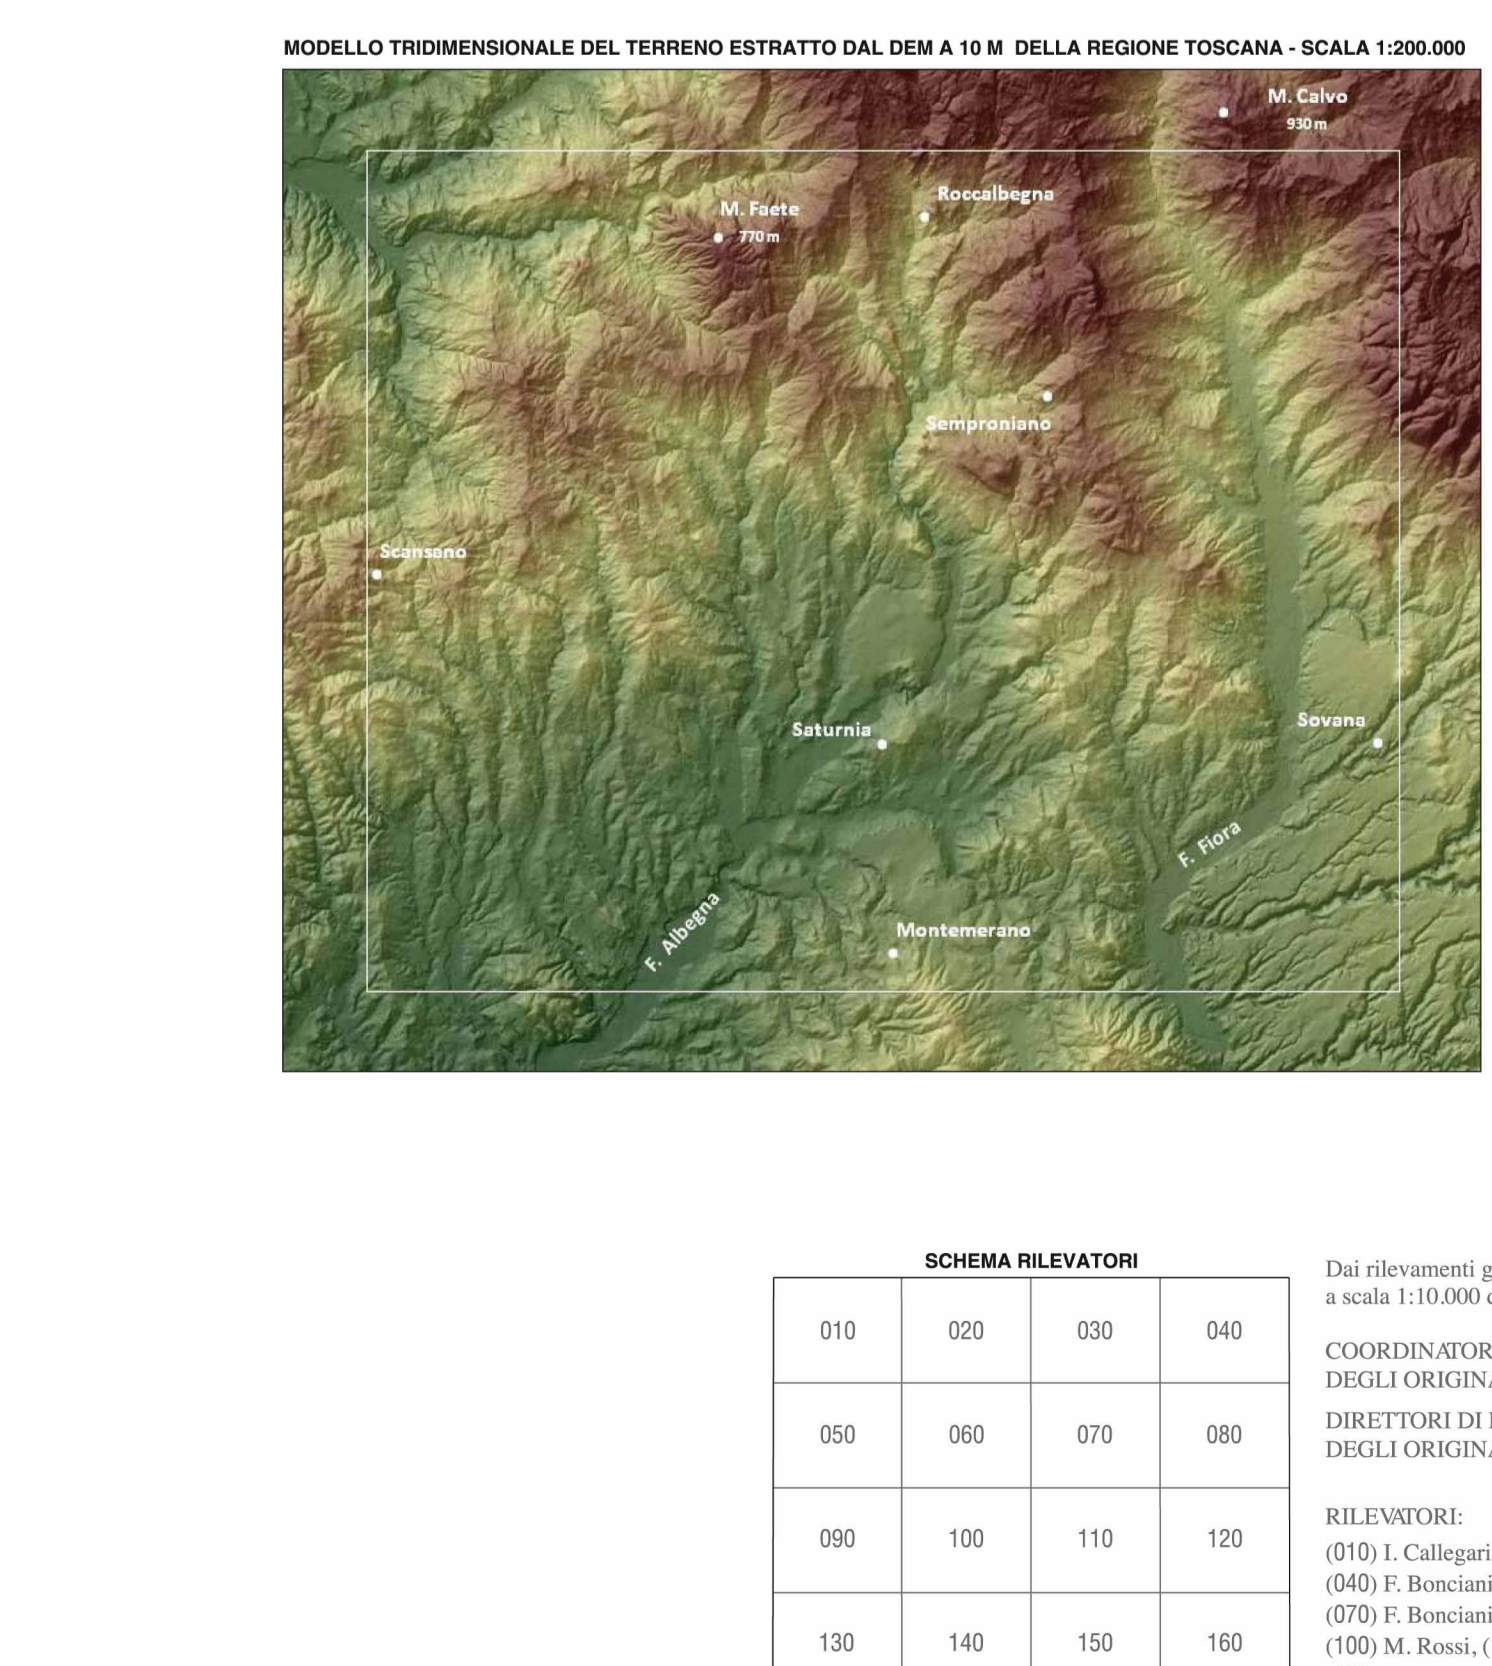 MODELLO TRIDIMENSIONALE DEL TERRENO ESTRATTO DAL DEM A 10 M DELLA REGIONE TOSCANA - SCALA 1:200.000
M. Calvo
930 m
Roccalbegna
M. Faete
770 m
Semproniano
Scansano
Saturnia
Sovana
F. Fiora
F. Albegna
Montemerano
SCHEMA RILEVATORI
010 020 030 040
050 060 070 080
090 100 110 120
130 140 150 160
Dai rilevamenti
a scala 1:10.000
COORDINATOR
DEGLI ORIGINA
DIRETTORI DI
DEGLI ORIGINA
RILEVATORI:
(010) I. Callegari
(040) F. Bonciani
(070) F. Bonciani
(100) M. Rossi, (